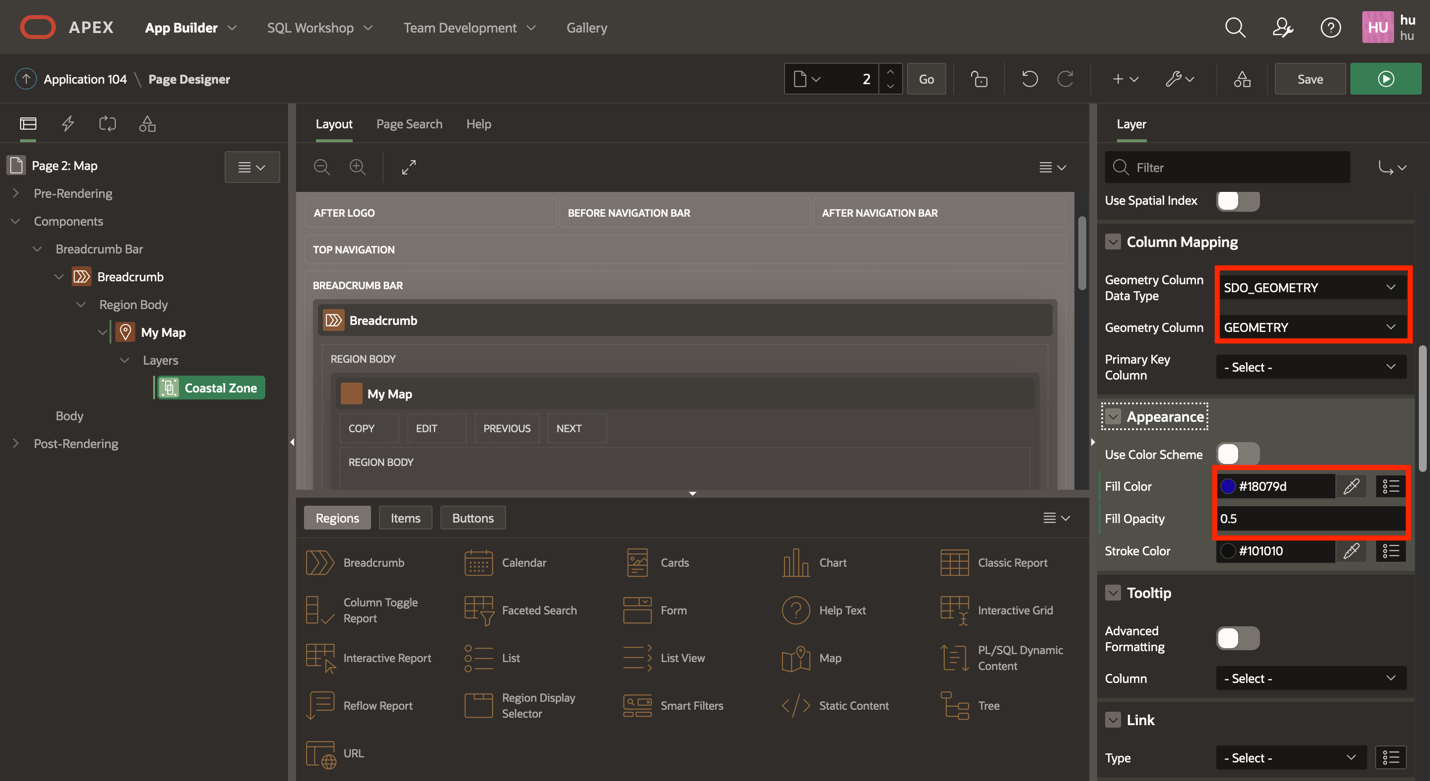 APEX App Builder SQL Workshop Team Development Gallery HU hu
hu
Application 104 \ Page Designer 2 Go Save
Page 2: Map
Pre-Rendering
Components
Breadcrumb Bar
Breadcrumb
Region Body
My Map
Layers
Coastal Zone
Body
Post-Rendering
Layout Page Search Help
AFTER LOGO BEFORE NAVIGATION BAR AFTER NAVIGATION BAR
TOP NAVIGATION
BREADCRUMB BAR
Breadcrumb
REGION BODY
My Map
COPY EDIT PREVIOUS NEXT
REGION BODY
Regions Items Buttons
Breadcrumb Calendar Cards Chart Classic Report
Column Toggle
Report
Faceted Search Form Help Text Interactive Grid
Interactive Report List List View Map PL/SQL Dynamic
Content
Reflow Report Region Display
Selector
Smart Filters Static Content Tree
URL
Layer
Filter
Use Spatial Index
Column Mapping
Geometry Column
Data Type
SDO_GEOMETRY
Geometry Column GEOMETRY
Primary Key
Column
- Select -
Appearance
Use Color Scheme
Fill Color #18079d
Fill Opacity 0.5
Stroke Color #101010
Tooltip
Advanced
Formatting
Column - Select -
Link
Type - Select -